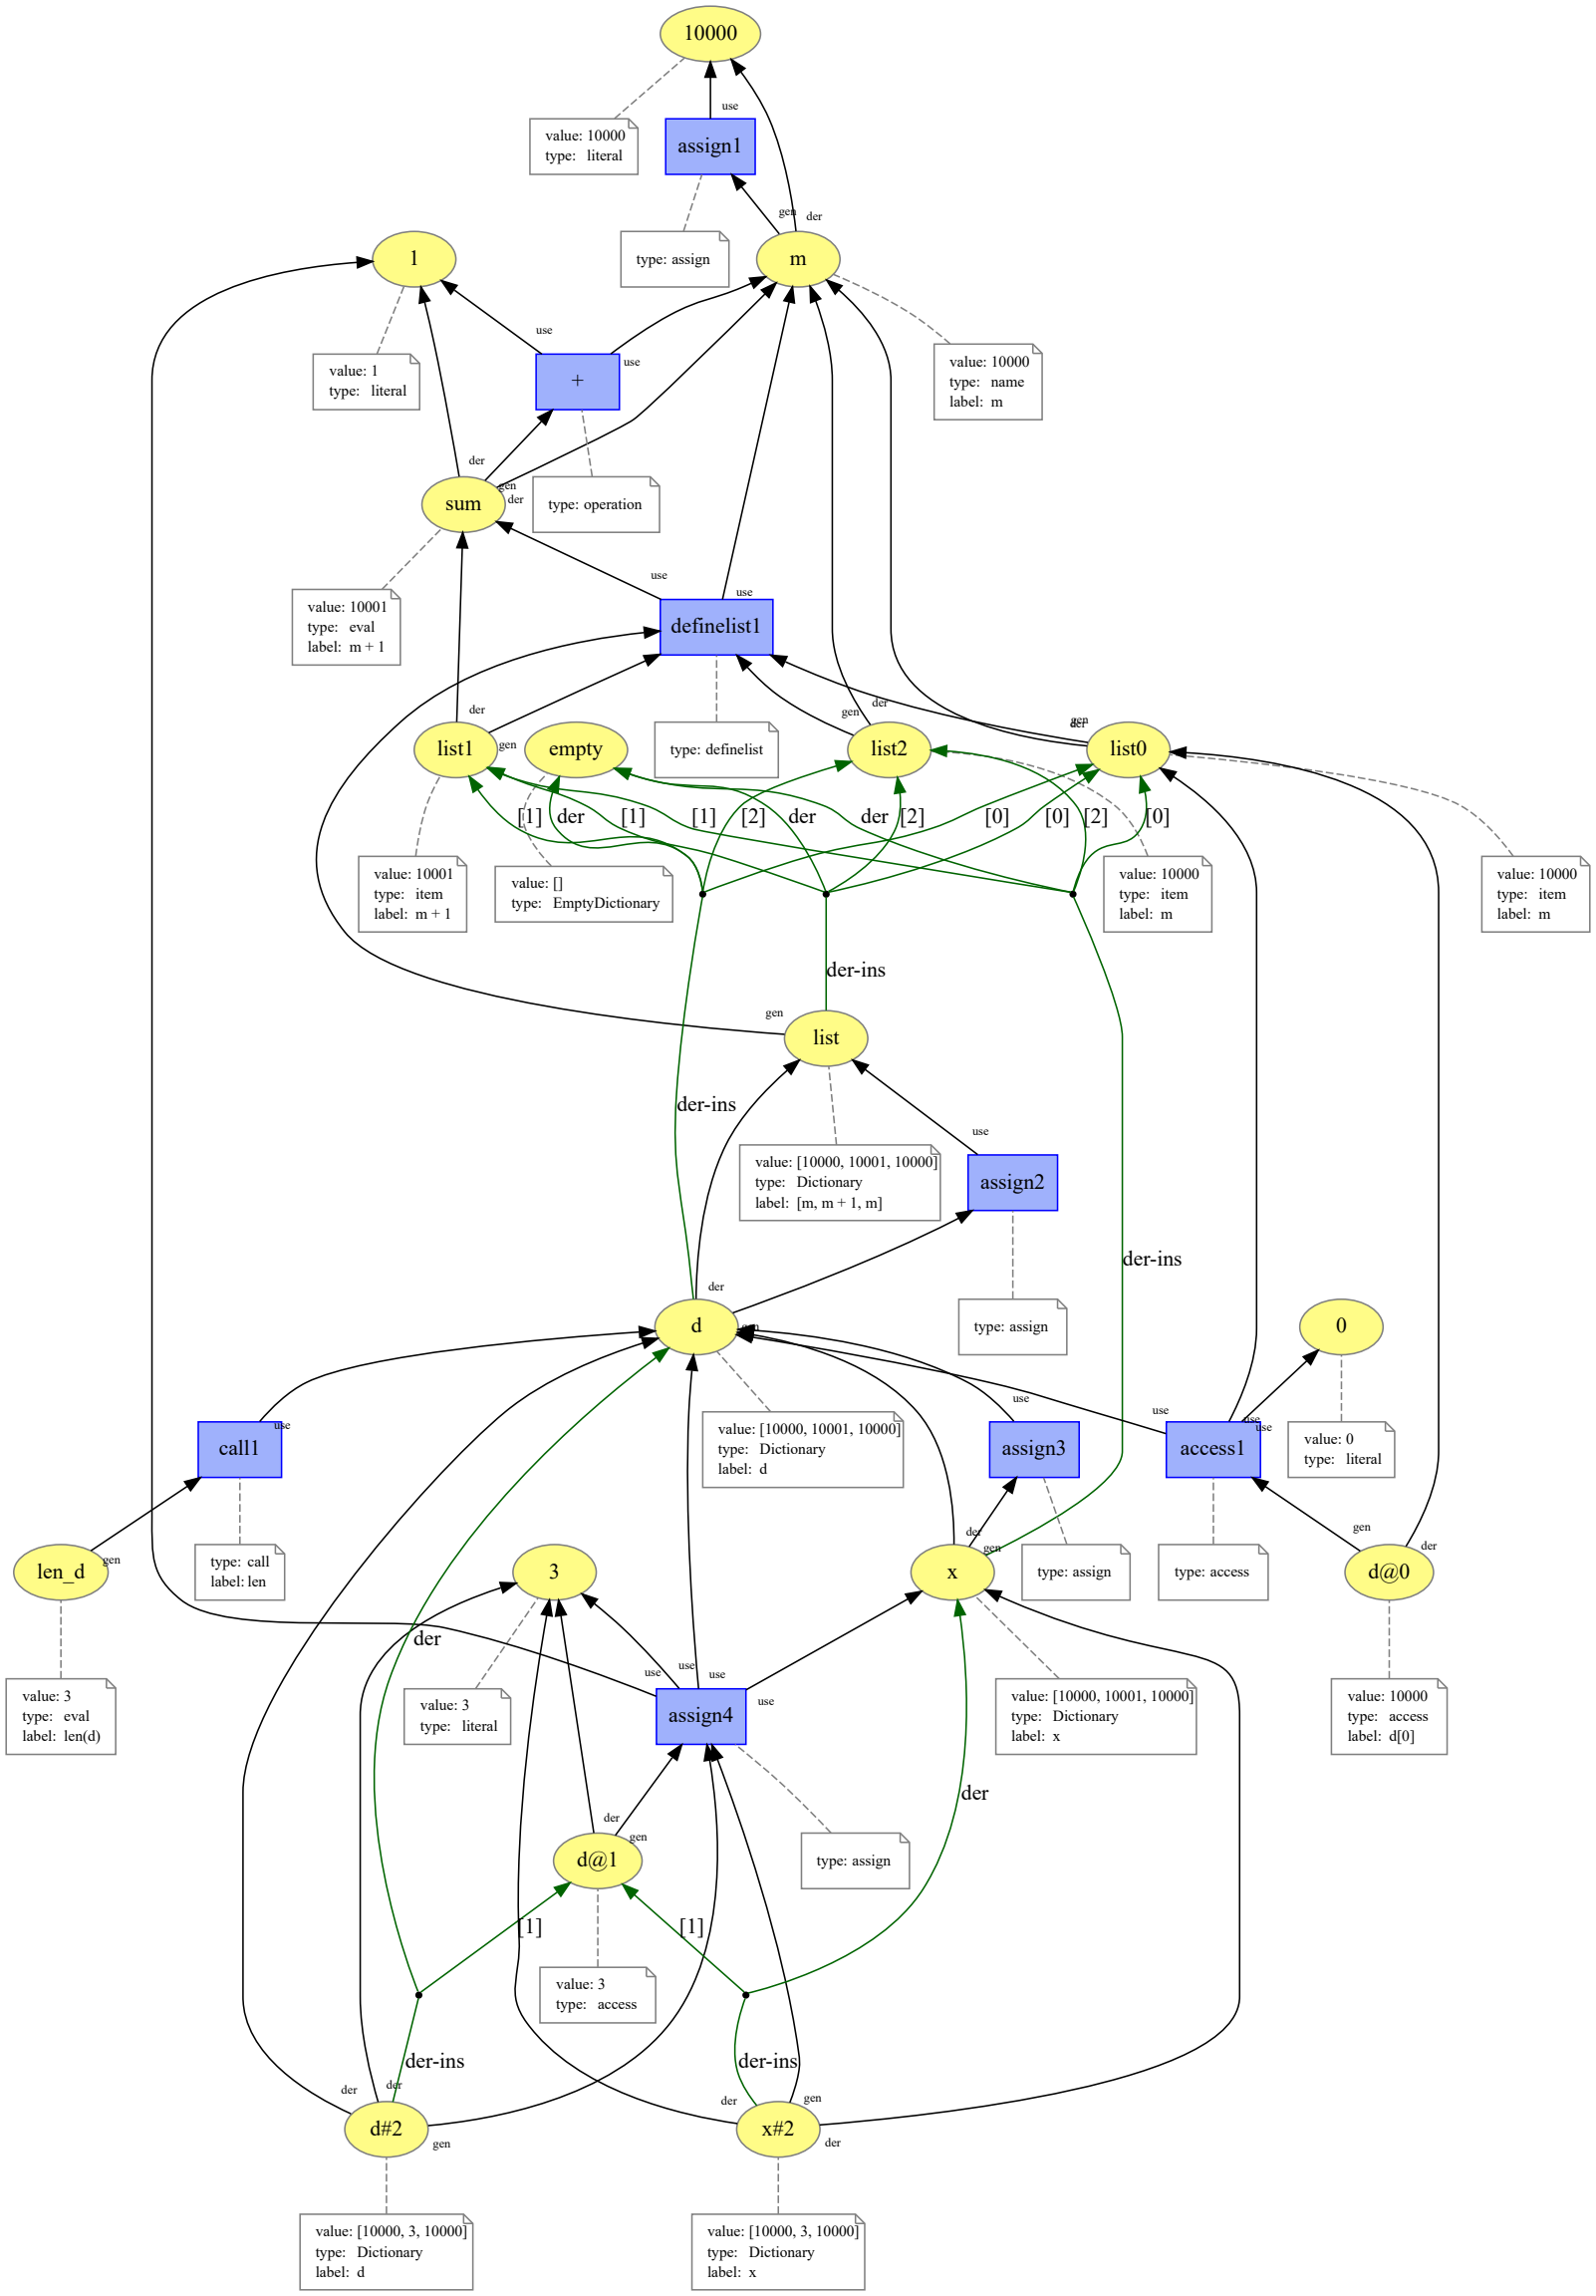 10000
value: 10000
type: literal
use
assign1
gen
der
type: assign
1
m
use
use
value: 1
type: literal
+
value: 10000
type: name
label: m
der
gen
der
sum
type: operation
use
use
value: 10001
type: eval
label: m + 1
definelist1
der
gen
gen
der
gen
der
list1
empty
type: definelist
list2
list0
[1]
der
[1]
[1]
[2]
der
der
[2]
[0]
[0]
[2]
[0]
value: 10001
type: item
label: m + 1
value: []
type: EmptyDictionary
value: 10000
type: item
label: m
value: 10000
type: item
label: m
der-ins
gen
list
der-ins
use
value: [10000, 10001, 10000]
type: Dictionary
label: [m, m + 1, m]
assign2
der-ins
der
gen
d
type: assign
0
use
use
use
use
use
call1
value: [10000, 10001, 10000]
type: Dictionary
label: d
assign3
access1
value: 0
type: literal
gen
der
gen
gen
der
len_d
type: call
label: len
3
x
type: assign
type: access
d@0
der
use
use
use
use
value: 3
type: eval
label: len(d)
value: 3
type: literal
assign4
value: [10000, 10001, 10000]
type: Dictionary
label: x
value: 10000
type: access
label: d[0]
der
der
gen
d@1
type: assign
[1]
[1]
value: 3
type: access
der-ins
der-ins
der
der
der
gen
d#2
gen
x#2
der
value: [10000, 3, 10000]
type: Dictionary
label: d
value: [10000, 3, 10000]
type: Dictionary
label: x